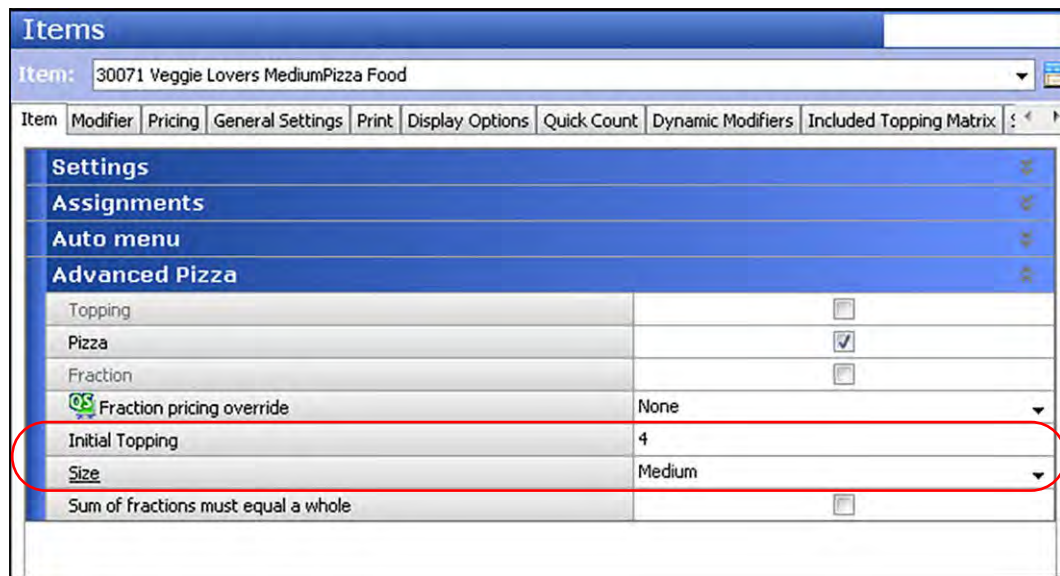 Items
Item: 30071 Veggie Lovers MediumPizza Food
Item Modifier Pricing General Settings Print Display Options Quick Count Dynamic Modifiers Included Topping Matrix
Settings
Assignments
Auto menu
Advanced Pizza
Topping
Pizza
Fraction
QS Fraction pricing override None
Initial Topping 4
Size Medium
Sum of fractions must equal a whole